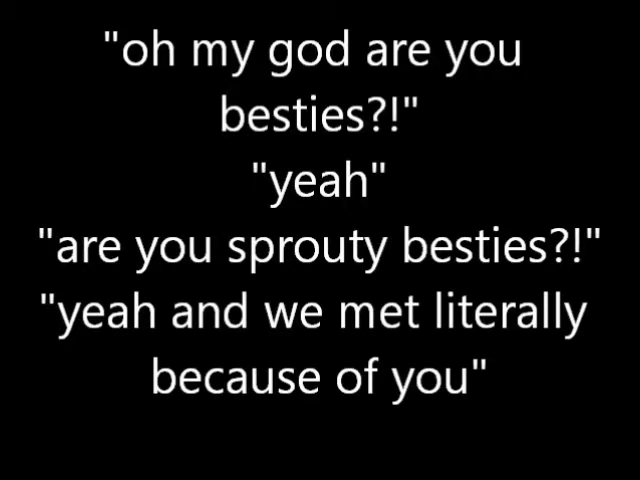 "oh my god are you
besties?!"
"yeah"
"are you sprouty besties?!"
"yeah and we met literally
because of you"